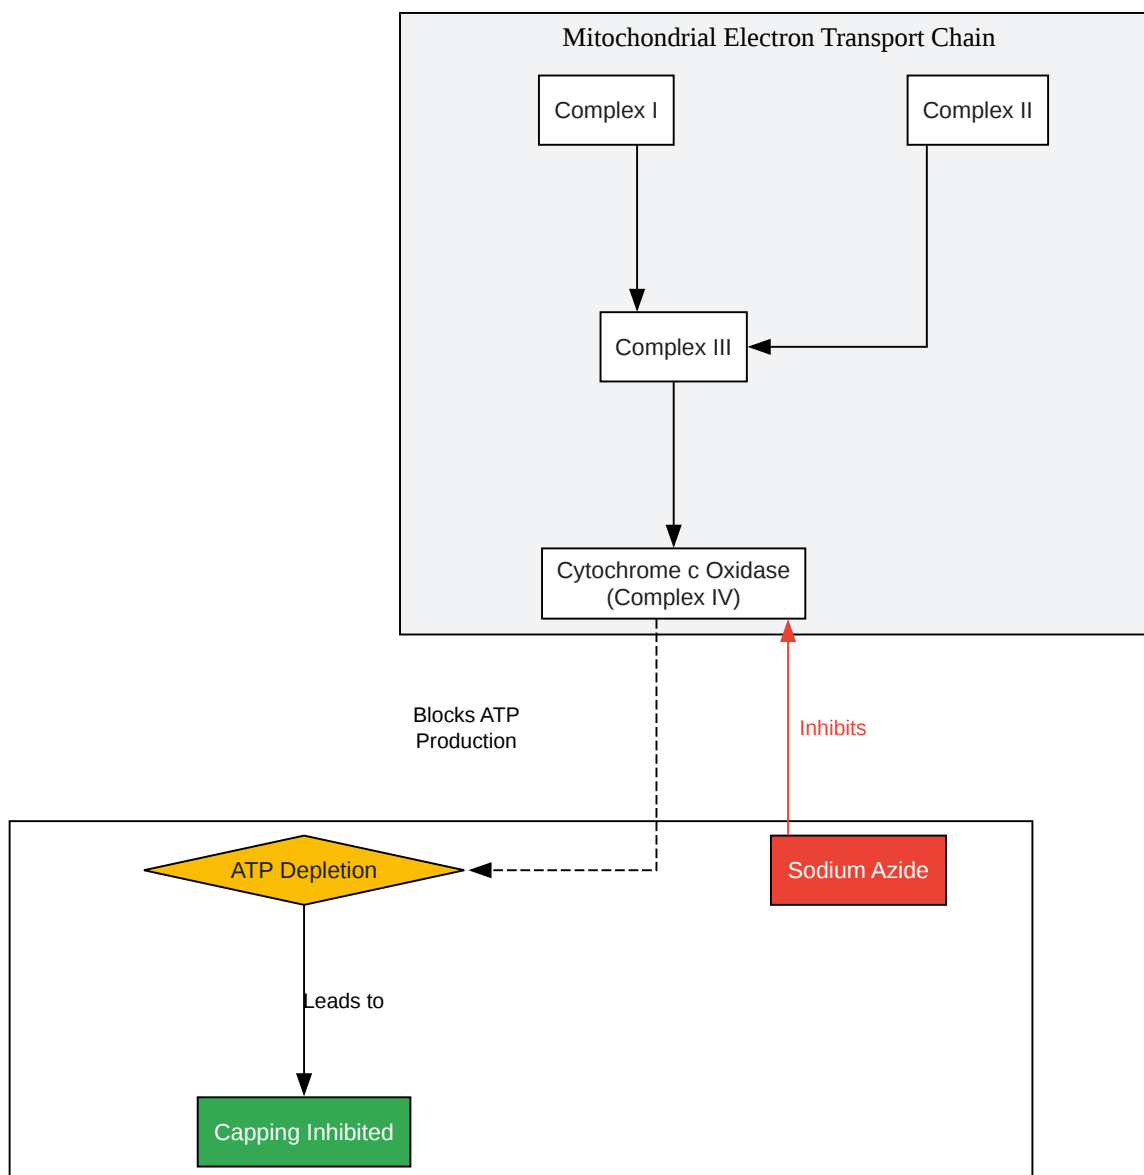 Mitochondrial Electron Transport Chain
Complex I
Complex II
Complex III
Cytochrome c Oxidase
(Complex IV)
Blocks ATP
Production
Inhibits
ATP Depletion
Sodium Azide
Leads to
Capping Inhibited